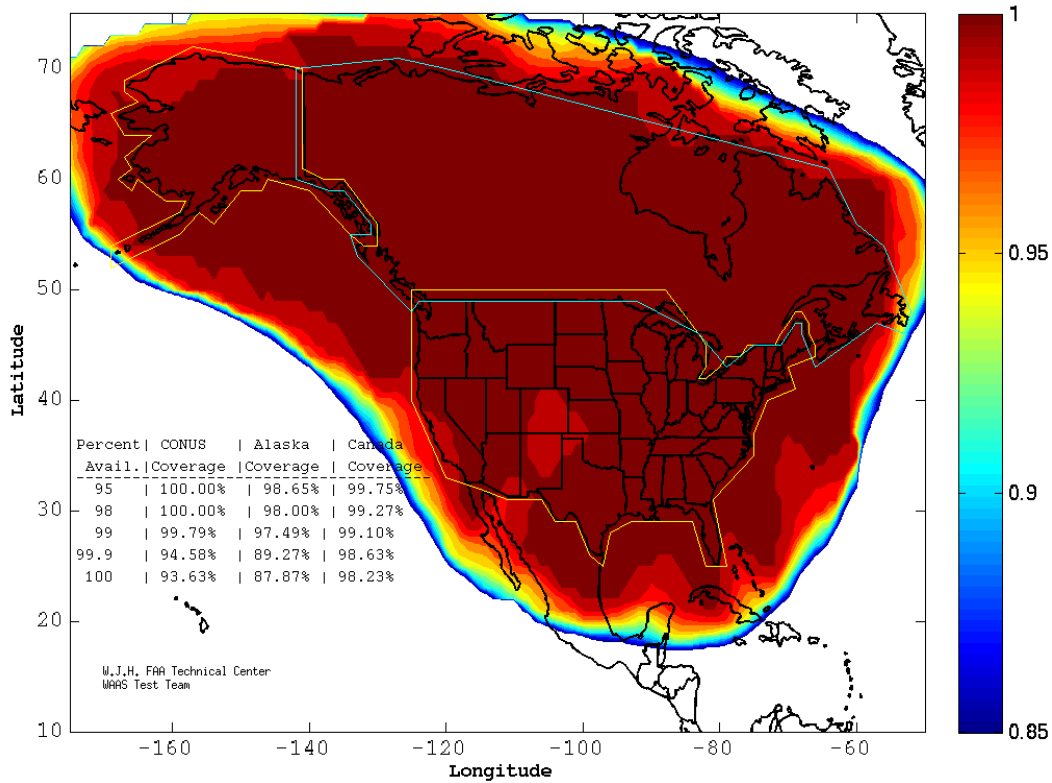 1
70
60
50
40
30
20
10
Latitude
0.95
0.9
0.85
Percent| CONUS | Alaska | Canada
Avail. |Coverage |Coverage | Coverage
95 | 100.00% | 98.65% | 99.75%
98 | 100.00% | 98.00% | 99.27%
99 | 99.79% | 97.49% | 99.10%
99.9 | 94.58% | 89.27% | 98.63%
100 | 93.63% | 87.87% | 98.23%
W.J.H. FAA Technical Center
WAAS Test Team
-160 -140 -120 -100 -80 -60
Longitude